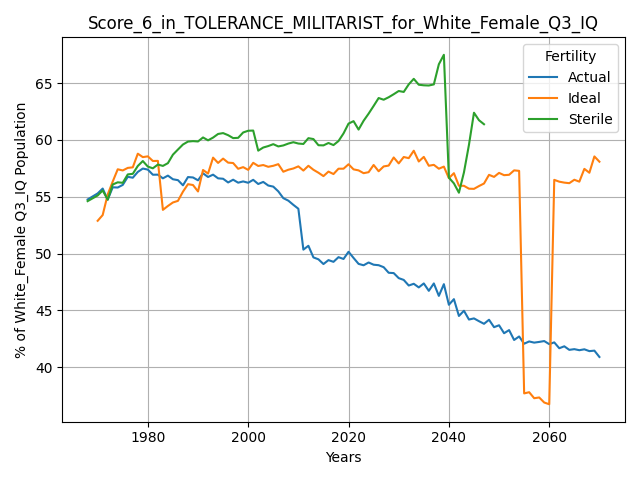 Score_6_in_TOLERANCE_MILITARIST_for_White_Female_Q3_IQ
% of White_Female Q3_IQ Population
65
60
55
50
45
40
Fertility
Actual
Ideal
Sterile
1980
2000
2020
2040
2060
Years